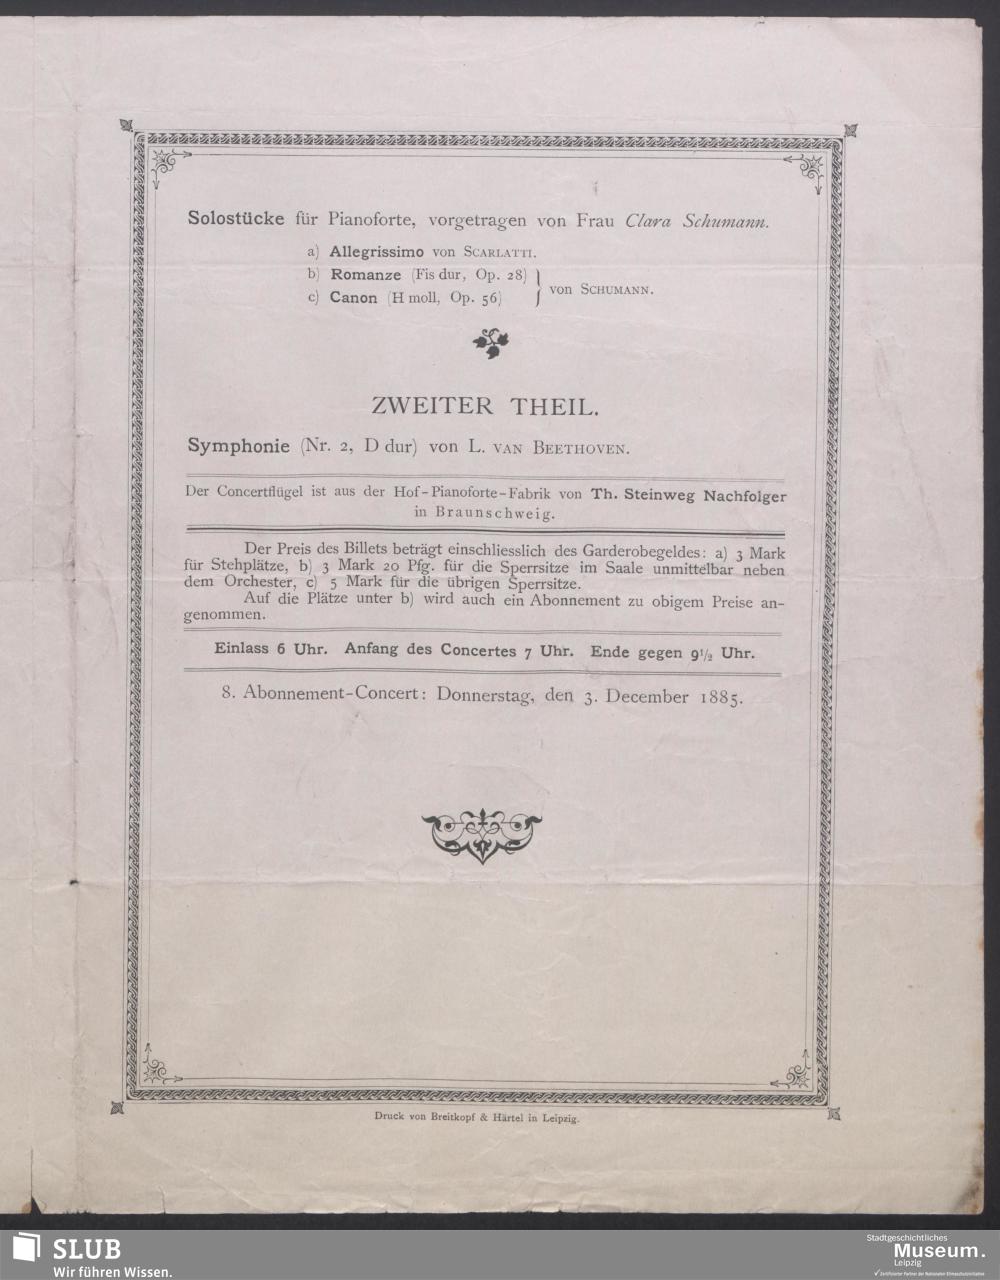 Solostücke für Pianoforte, vorgetragen von Frau Clara Schumann.
a) Allegrissimo von SCARLATTI.
b) Romanze (Fis dur, Op. 28)
c) Canon (H moll, Op. 56)
von SCHUMANN.
ZWEITER THEIL.
Symphonie (Nr. 2, D dur) von L. VAN BEETHOVEN.
Der Concertflügel ist aus der Hof-Pianoforte-Fabrik von Th. Steinweg Nachfolger
in Braunschweig.
Der Preis des Billets beträgt einschliesslich des Garderobegeldes: a) 3 Mark
für Stehplätze, b) 3 Mark 20 Pfg. für die Sperrsitze im Saale unmittelbar neben
dem Orchester, c) 5 Mark für die übrigen Sperrsitze.
Auf die Plätze unter b) wird auch ein Abonnement zu obigem Preise an-
genommen.
Einlass 6 Uhr. Anfang des Concertes 7 Uhr. Ende gegen 9½ Uhr.
8. Abonnement-Concert: Donnerstag, den 3. December 1885.
Druck von Breitkopf & Härtel in Leipzig.
SLUB
Wir führen Wissen.
Stadtgeschichtliches
Museum.
Leipzig
Zertifizierter Partner der Nationalen Klimaschutzinitiative